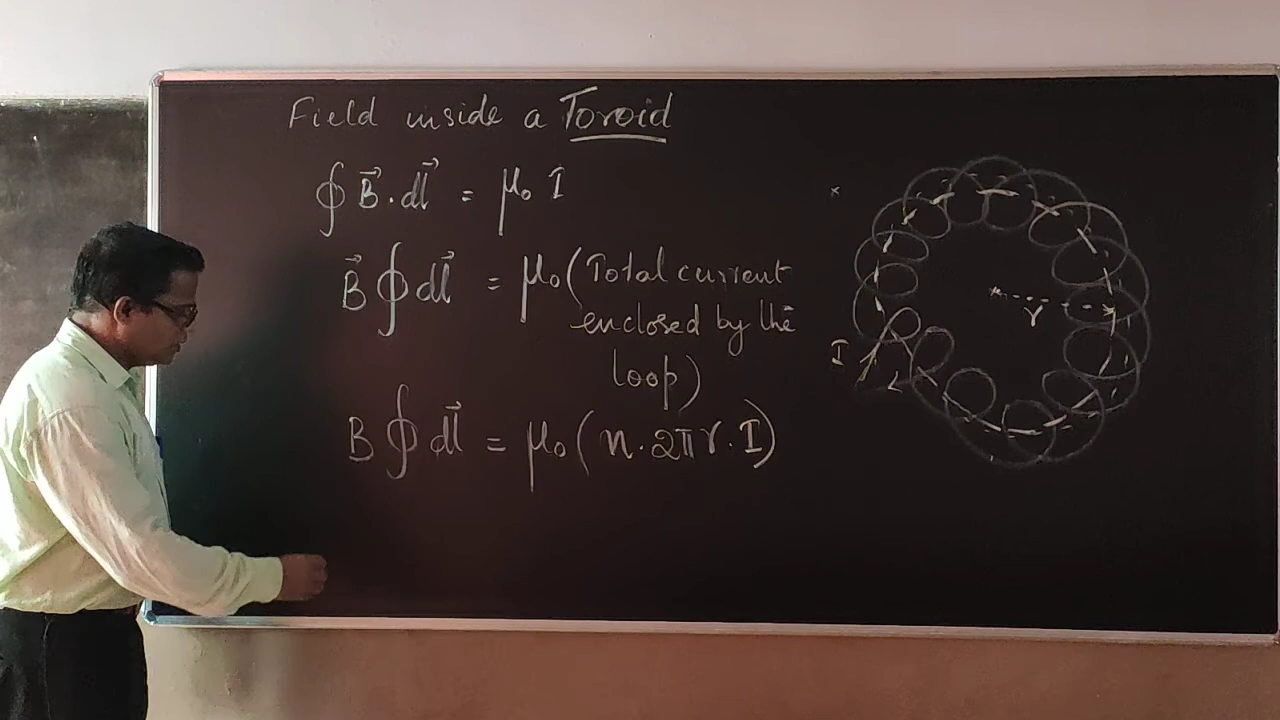 Field inside a Toroid
∮ B⃗ . dl⃗ = μ₀ I
B⃗ ∮ dl⃗ = μ₀ (Total current
enclosed by the
loop)
B ∮ dl⃗ = μ₀ (n . 2πr . I)
r
I